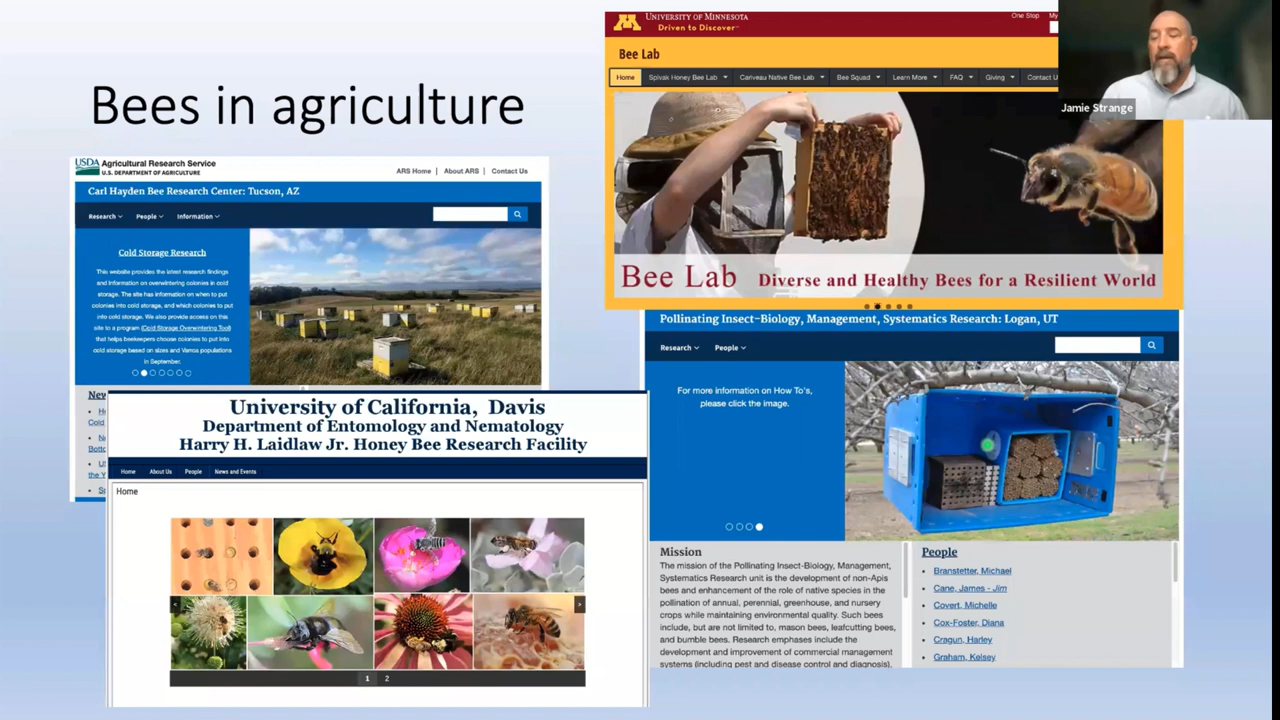 Bees in agriculture
USDA Agricultural Research Service
U.S. DEPARTMENT OF AGRICULTURE
ARS Home | About ARS | Contact Us
Carl Hayden Bee Research Center: Tucson, AZ
Research People Information
Cold Storage Research
This website provides the latest research findings
and information on overwintering colonies in cold
storage. The site has information on when to put
colonies into cold storage, and which colonies to
put into cold storage. We also provide access on this
site to a program (Cold Storage Overwintering Tool)
that helps beekeepers choose colonies to put into
cold storage based on sizes and Varroa populations
in September.
New
Cold
Bottom
the Y
University of Minnesota
Driven to Discover
One Stop My
Bee Lab
Home Spivak Honey Bee Lab Cariveau Native Bee Lab Bee Squad Learn More FAQ Giving Contact U
Bee Lab Diverse and Healthy Bees for a Resilient World
Jamie Strange
University of California, Davis
Department of Entomology and Nematology
Harry H. Laidlaw Jr. Honey Bee Research Facility
Home About Us People News and Events
Home
< >
1 2
Pollinating Insect-Biology, Management, Systematics Research: Logan, UT
Research People
For more information on How To's,
please click the image.
Mission
The mission of the Pollinating Insect-Biology, Management,
Systematics Research unit is the development of non-Apis
bees and enhancement of the role of native species in the
pollination of annual, perennial, greenhouse, and nursery
crops while maintaining environmental quality. Such bees
include, but are not limited to, mason bees, leafcutting bees,
and bumble bees. Research emphases include the
development and improvement of commercial management
systems (including pest and disease control and diagnosis),
People
Branstetter, Michael
Cane, James - Jim
Covert, Michelle
Cox-Foster, Diana
Cragun, Harley
Graham, Kelsey